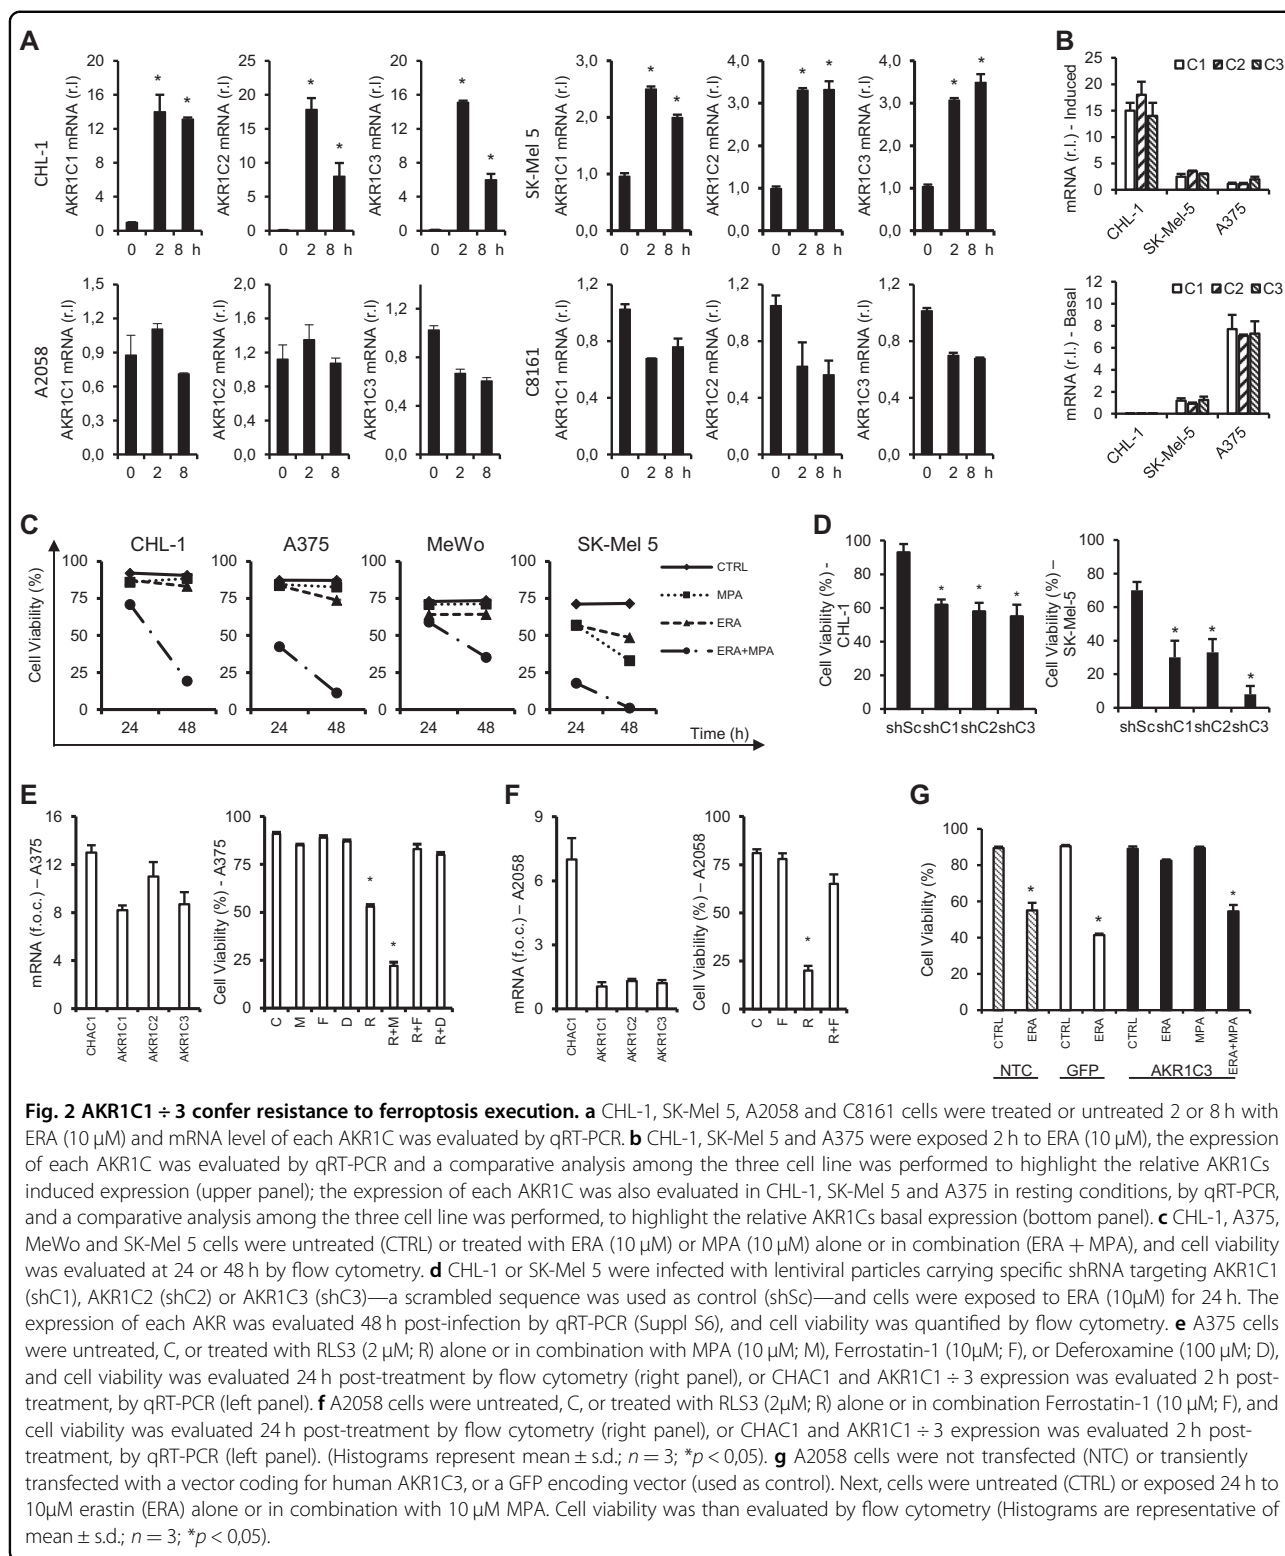 A
B
CHL-1
AKR1C1 mRNA (r.l)
20
16
12
8
4
0
*
*
0 2 8 h
AKR1C2 mRNA (r.l)
25
20
15
10
5
0
*
*
0 2 8 h
AKR1C3 mRNA (r.l)
20
16
12
8
4
0
*
*
0 2 8 h
SK-Mel 5
AKR1C1 mRNA (r.l)
3,0
2,0
1,0
0,0
*
*
0 2 8 h
AKR1C2 mRNA (r.l)
4,0
3,0
2,0
1,0
0,0
*
*
0 2 8 h
AKR1C3 mRNA (r.l)
4,0
3,0
2,0
1,0
0,0
*
*
0 2 8 h
mRNA (r.l.) - Induced
25
20
15
10
5
0
C1 C2 C3
CHL-1
SK-Mel-5
A375
A2058
AKR1C1 mRNA (r.l)
1,5
1,2
0,9
0,6
0,3
0,0
0 2 8
AKR1C2 mRNA (r.l)
2,0
1,6
1,2
0,8
0,4
0,0
0 2 8
AKR1C3 mRNA (r.l)
1,2
0,8
0,4
0,0
0 2 8
C8161
AKR1C1 mRNA (r.l)
1,2
0,8
0,4
0,0
0 2 8 h
AKR1C2 mRNA (r.l)
1,2
0,8
0,4
0,0
0 2 8 h
AKR1C3 mRNA (r.l)
1,2
0,8
0,4
0,0
0 2 8 h
mRNA (r.l.) - Basal
12
10
8
6
4
2
0
C1 C2 C3
CHL-1
SK-Mel-5
A375
C
Cell Viability (%)
CHL-1
100
75
50
25
0
24 48
A375
100
75
50
25
0
24 48
MeWo
100
75
50
25
0
24 48
SK-Mel 5
100
75
50
25
0
24 48
Time (h)
CTRL
MPA
ERA
ERA+MPA
D
Cell Viability (%) -
CHL-1
100
80
60
40
20
0
* * *
shSc shC1 shC2 shC3
Cell Viability (%) –
SK-Mel-5
100
80
60
40
20
0
* * *
shSc shC1 shC2 shC3
E
mRNA (f.o.c.) – A375
16
12
8
4
0
CHAC1
AKR1C1
AKR1C2
AKR1C3
Cell Viability (%) - A375
100
75
50
25
0
*
*
C
M
F
D
R
R+M
R+F
R+D
F
mRNA (f.o.c.) – A2058
9
6
3
0
CHAC1
AKR1C1
AKR1C2
AKR1C3
Cell Viability (%) – A2058
100
75
50
25
0
*
C
F
R
R+F
G
Cell Viability (%)
100
80
60
40
20
0
*
*
*
CTRL
ERA
CTRL
ERA
CTRL
ERA
MPA
ERA+MPA
NTC GFP AKR1C3
Fig. 2 AKR1C1 ÷ 3 confer resistance to ferroptosis execution. a CHL-1, SK-Mel 5, A2058 and C8161 cells were treated or untreated 2 or 8 h with
ERA (10 µM) and mRNA level of each AKR1C was evaluated by qRT-PCR. b CHL-1, SK-Mel 5 and A375 were exposed 2 h to ERA (10 µM), the expression
of each AKR1C was evaluated by qRT-PCR and a comparative analysis among the three cell line was performed to highlight the relative AKR1Cs
induced expression (upper panel); the expression of each AKR1C was also evaluated in CHL-1, SK-Mel 5 and A375 in resting conditions, by qRT-PCR,
and a comparative analysis among the three cell line was performed, to highlight the relative AKR1Cs basal expression (bottom panel). c CHL-1, A375,
MeWo and SK-Mel 5 cells were untreated (CTRL) or treated with ERA (10 µM) or MPA (10 µM) alone or in combination (ERA + MPA), and cell viability
was evaluated at 24 or 48 h by flow cytometry. d CHL-1 or SK-Mel 5 were infected with lentiviral particles carrying specific shRNA targeting AKR1C1
(shC1), AKR1C2 (shC2) or AKR1C3 (shC3)—a scrambled sequence was used as control (shSc)—and cells were exposed to ERA (10µM) for 24 h. The
expression of each AKR was evaluated 48 h post-infection by qRT-PCR (Suppl S6), and cell viability was quantified by flow cytometry. e A375 cells
were untreated, C, or treated with RLS3 (2 µM; R) alone or in combination with MPA (10 µM; M), Ferrostatin-1 (10µM; F), or Deferoxamine (100 µM; D),
and cell viability was evaluated 24 h post-treatment by flow cytometry (right panel), or CHAC1 and AKR1C1 ÷ 3 expression was evaluated 2 h post-
treatment, by qRT-PCR (left panel). f A2058 cells were untreated, C, or treated with RLS3 (2µM; R) alone or in combination Ferrostatin-1 (10 µM; F), and
cell viability was evaluated 24 h post-treatment by flow cytometry (right panel), or CHAC1 and AKR1C1 ÷ 3 expression was evaluated 2 h post-
treatment, by qRT-PCR (left panel). (Histograms represent mean ± s.d.; n = 3; *p < 0,05). g A2058 cells were not transfected (NTC) or transiently
transfected with a vector coding for human AKR1C3, or a GFP encoding vector (used as control). Next, cells were untreated (CTRL) or exposed 24 h to
10µM erastin (ERA) alone or in combination with 10 µM MPA. Cell viability was than evaluated by flow cytometry (Histograms are representative of
mean ± s.d.; n = 3; *p < 0,05).